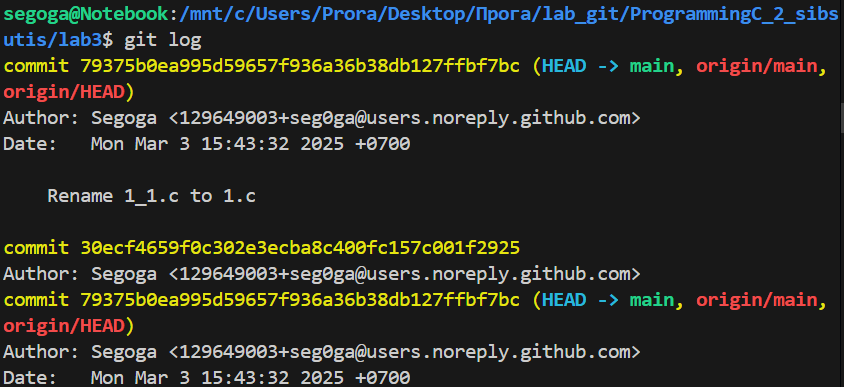 segoga@Notebook:/mnt/c/Users/Prora/Desktop/Прога/lab_git/ProgrammingC_2_sibs
utis/lab3$ git log
commit 79375b0ea995d59657f936a36b38db127ffbf7bc (HEAD -> main, origin/main,
origin/HEAD)
Author: Segoga <129649003+seg0ga@users.noreply.github.com>
Date:   Mon Mar 3 15:43:32 2025 +0700
    Rename 1_1.c to 1.c
commit 30ecf4659f0c302e3ecba8c400fc157c001f2925
Author: Segoga <129649003+seg0ga@users.noreply.github.com>
commit 79375b0ea995d59657f936a36b38db127ffbf7bc (HEAD -> main, origin/main,
origin/HEAD)
Author: Segoga <129649003+seg0ga@users.noreply.github.com>
Date:   Mon Mar 3 15:43:32 2025 +0700